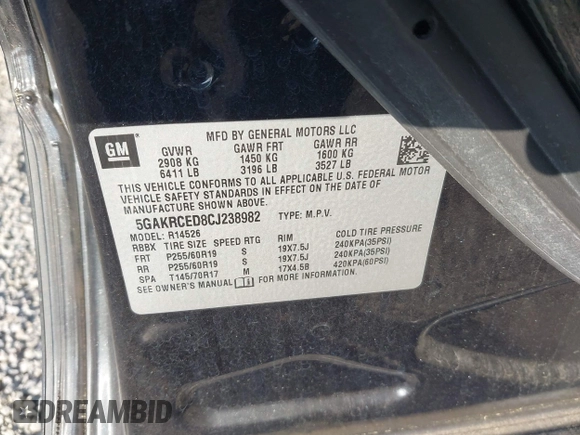 MFD BY GENERAL MOTORS LLC
GM
GVWR GAWR FRT GAWR RR
2908 KG 1450 KG 1600 KG
6411 LB 3196 LB 3527 LB
THIS VEHICLE CONFORMS TO ALL APPLICABLE U.S. FEDERAL MOTOR
VEHICLE SAFETY STANDARDS IN EFFECT ON THE DATE OF
MANUFACTURE SHOWN ABOVE.
5GAKRCED8CJ238982 TYPE: M.P.V.
MODEL: R14526
RBBX TIRE SIZE SPEED RTG RIM COLD TIRE PRESSURE
FRT P255/60R19 S 19X7.5J 240KPA(35PSI)
RR P255/60R19 S 19X7.5J 240KPA(35PSI)
SPA T145/70R17 M 17X4.5B 420KPA(60PSI)
SEE OWNER'S MANUAL FOR MORE INFORMATION.
DREAMBID